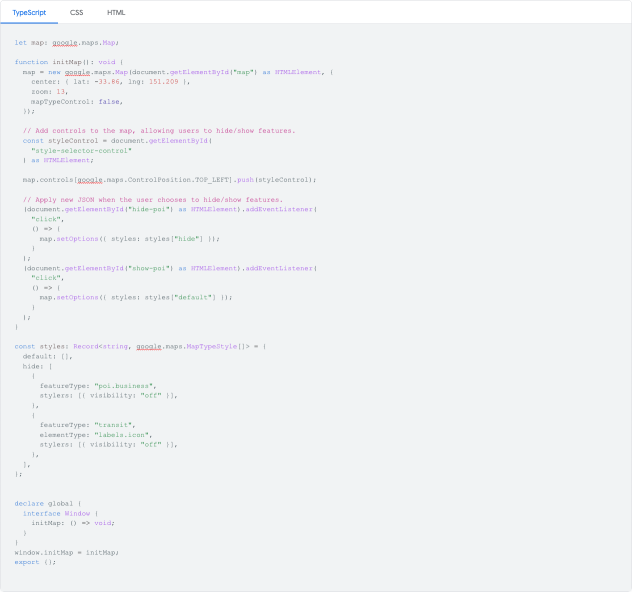 TypeScript CSS HTML
let map: google.maps.Map;
function initMap(): void {
map = new google.maps.Map(document.getElementById("map") as HTMLElement, {
center: { lat: -33.86, lng: 151.209 },
zoom: 13,
mapTypeControl: false,
});
// Add controls to the map, allowing users to hide/show features.
const styleControl = document.getElementById(
"style-selector-control"
) as HTMLElement;
map.controls[google.maps.ControlPosition.TOP_LEFT].push(styleControl);
// Apply new JSON when the user chooses to hide/show features.
(document.getElementById("hide-poi") as HTMLElement).addEventListener(
"click",
() => {
map.setOptions({ styles: styles["hide"] });
}
);
(document.getElementById("show-poi") as HTMLElement).addEventListener(
"click",
() => {
map.setOptions({ styles: styles["default"] });
}
);
}
const styles: Record<string, google.maps.MapTypeStyle[]> = {
default: [],
hide: [
{
featureType: "poi.business",
stylers: [{ visibility: "off" }],
},
{
featureType: "transit",
elementType: "labels.icon",
stylers: [{ visibility: "off" }],
},
],
};
declare global {
interface Window {
initMap: () => void;
}
}
window.initMap = initMap;
export {};